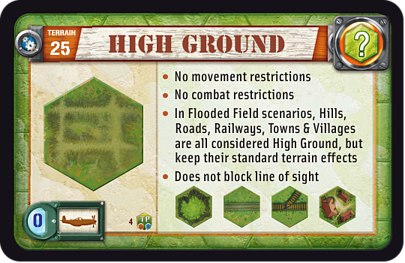 TERRAIN
25
HIGH GROUND
?
• No movement restrictions
• No combat restrictions
• In Flooded Field scenarios, Hills,
Roads, Railways, Towns & Villages
are all considered High Ground, but
keep their standard terrain effects
• Does not block line of sight
0
4